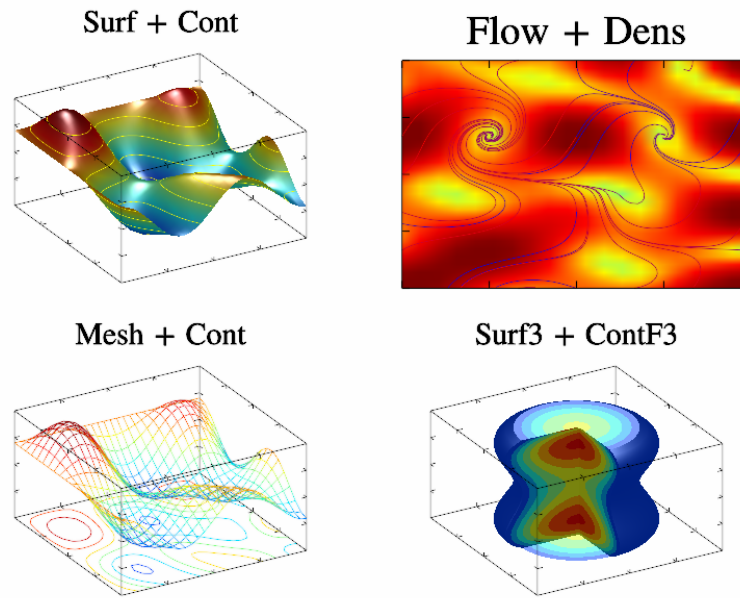 Surf + Cont
Flow + Dens
Mesh + Cont
Surf3 + ContF3